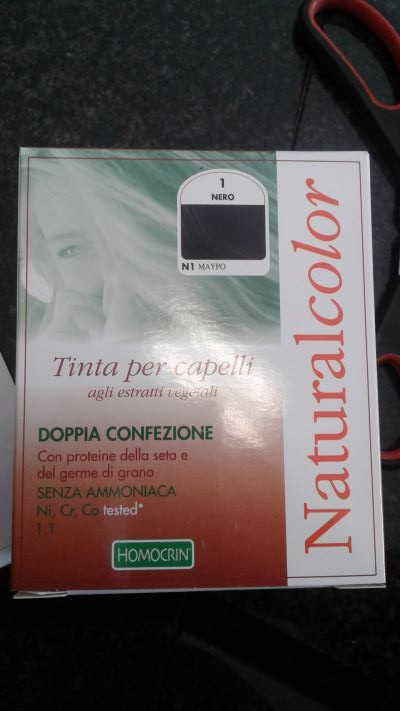 1
NERO
N1 MAYPO
Naturalcolor
Tinta per capelli
agli estratti vegetali
DOPPIA CONFEZIONE
Con proteine della seta e
del germe di grano
SENZA AMMONIACA
Ni, Cr, Co tested*
1:1
HOMOCRIN®